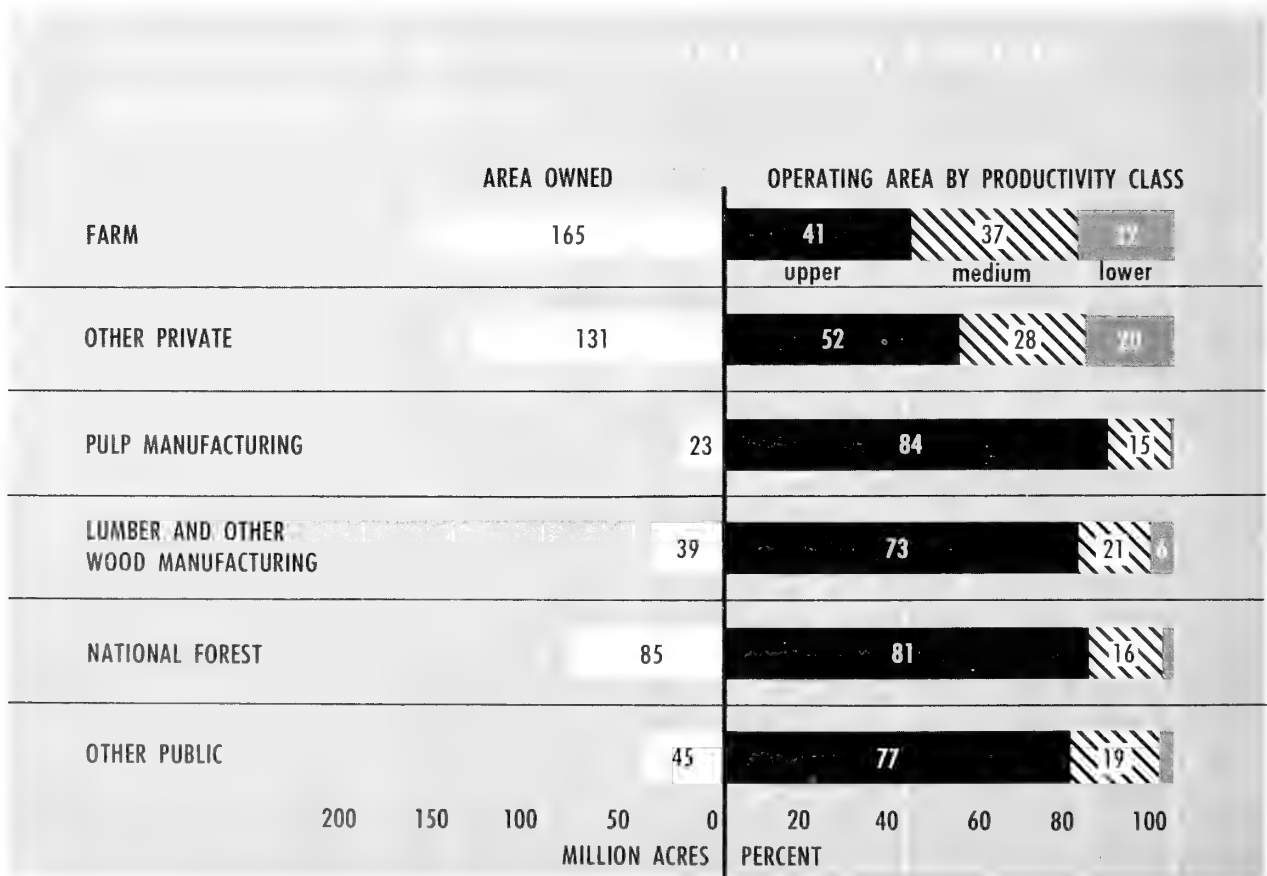 AREA OWNED OPERATING AREA BY PRODUCTIVITY CLASS
FARM 165 41 37
upper medium lower
OTHER PRIVATE 131 52 28 20
PULP MANUFACTURING 23 84 15
LUMBER AND OTHER
WOOD MANUFACTURING 39 73 21 6
NATIONAL FOREST 85 81 16
OTHER PUBLIC 45 77 19
200 150 100 50 0 20 40 60 80 100
MILLION ACRES PERCENT